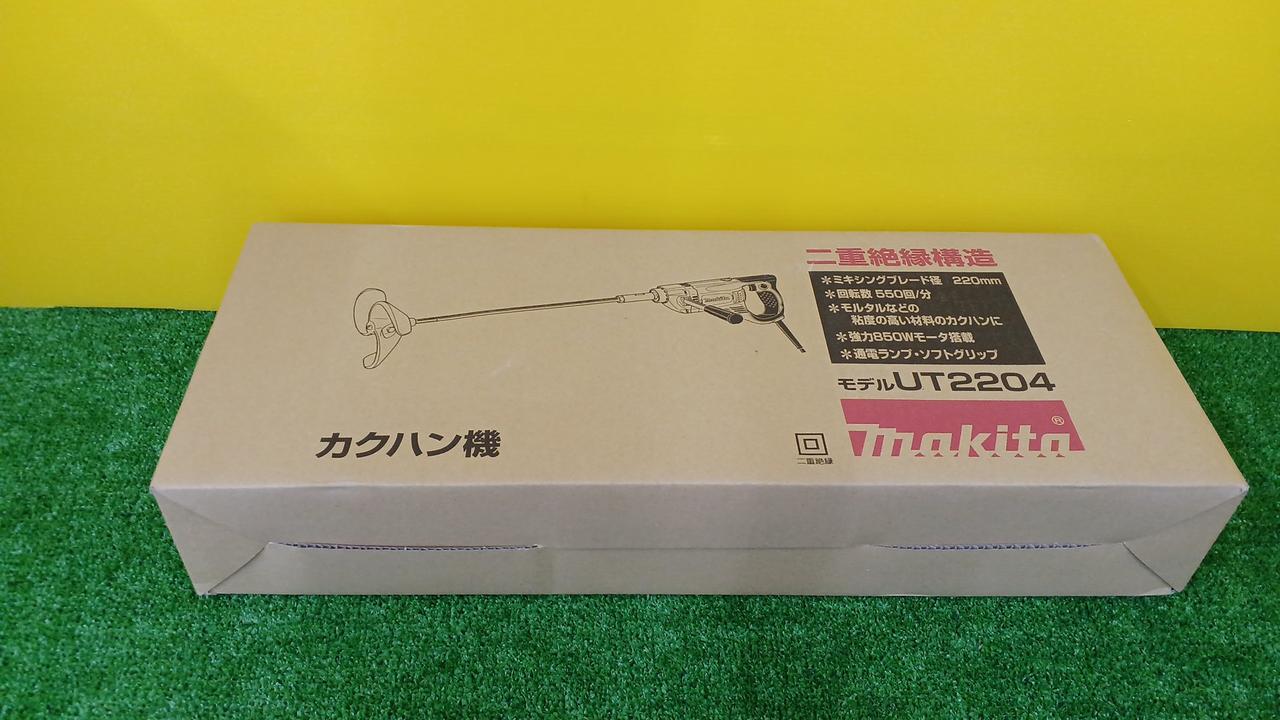 二重絶縁構造
＊ミキシングブレード径 220mm
＊回転数 550回/分
＊モルタルなどの
粘度の高い材料のカクハンに
＊強力850Wモータ搭載
＊通電ランプ・ソフトグリップ
モデルUT2204
makita®
二重絶縁
カクハン機
makita